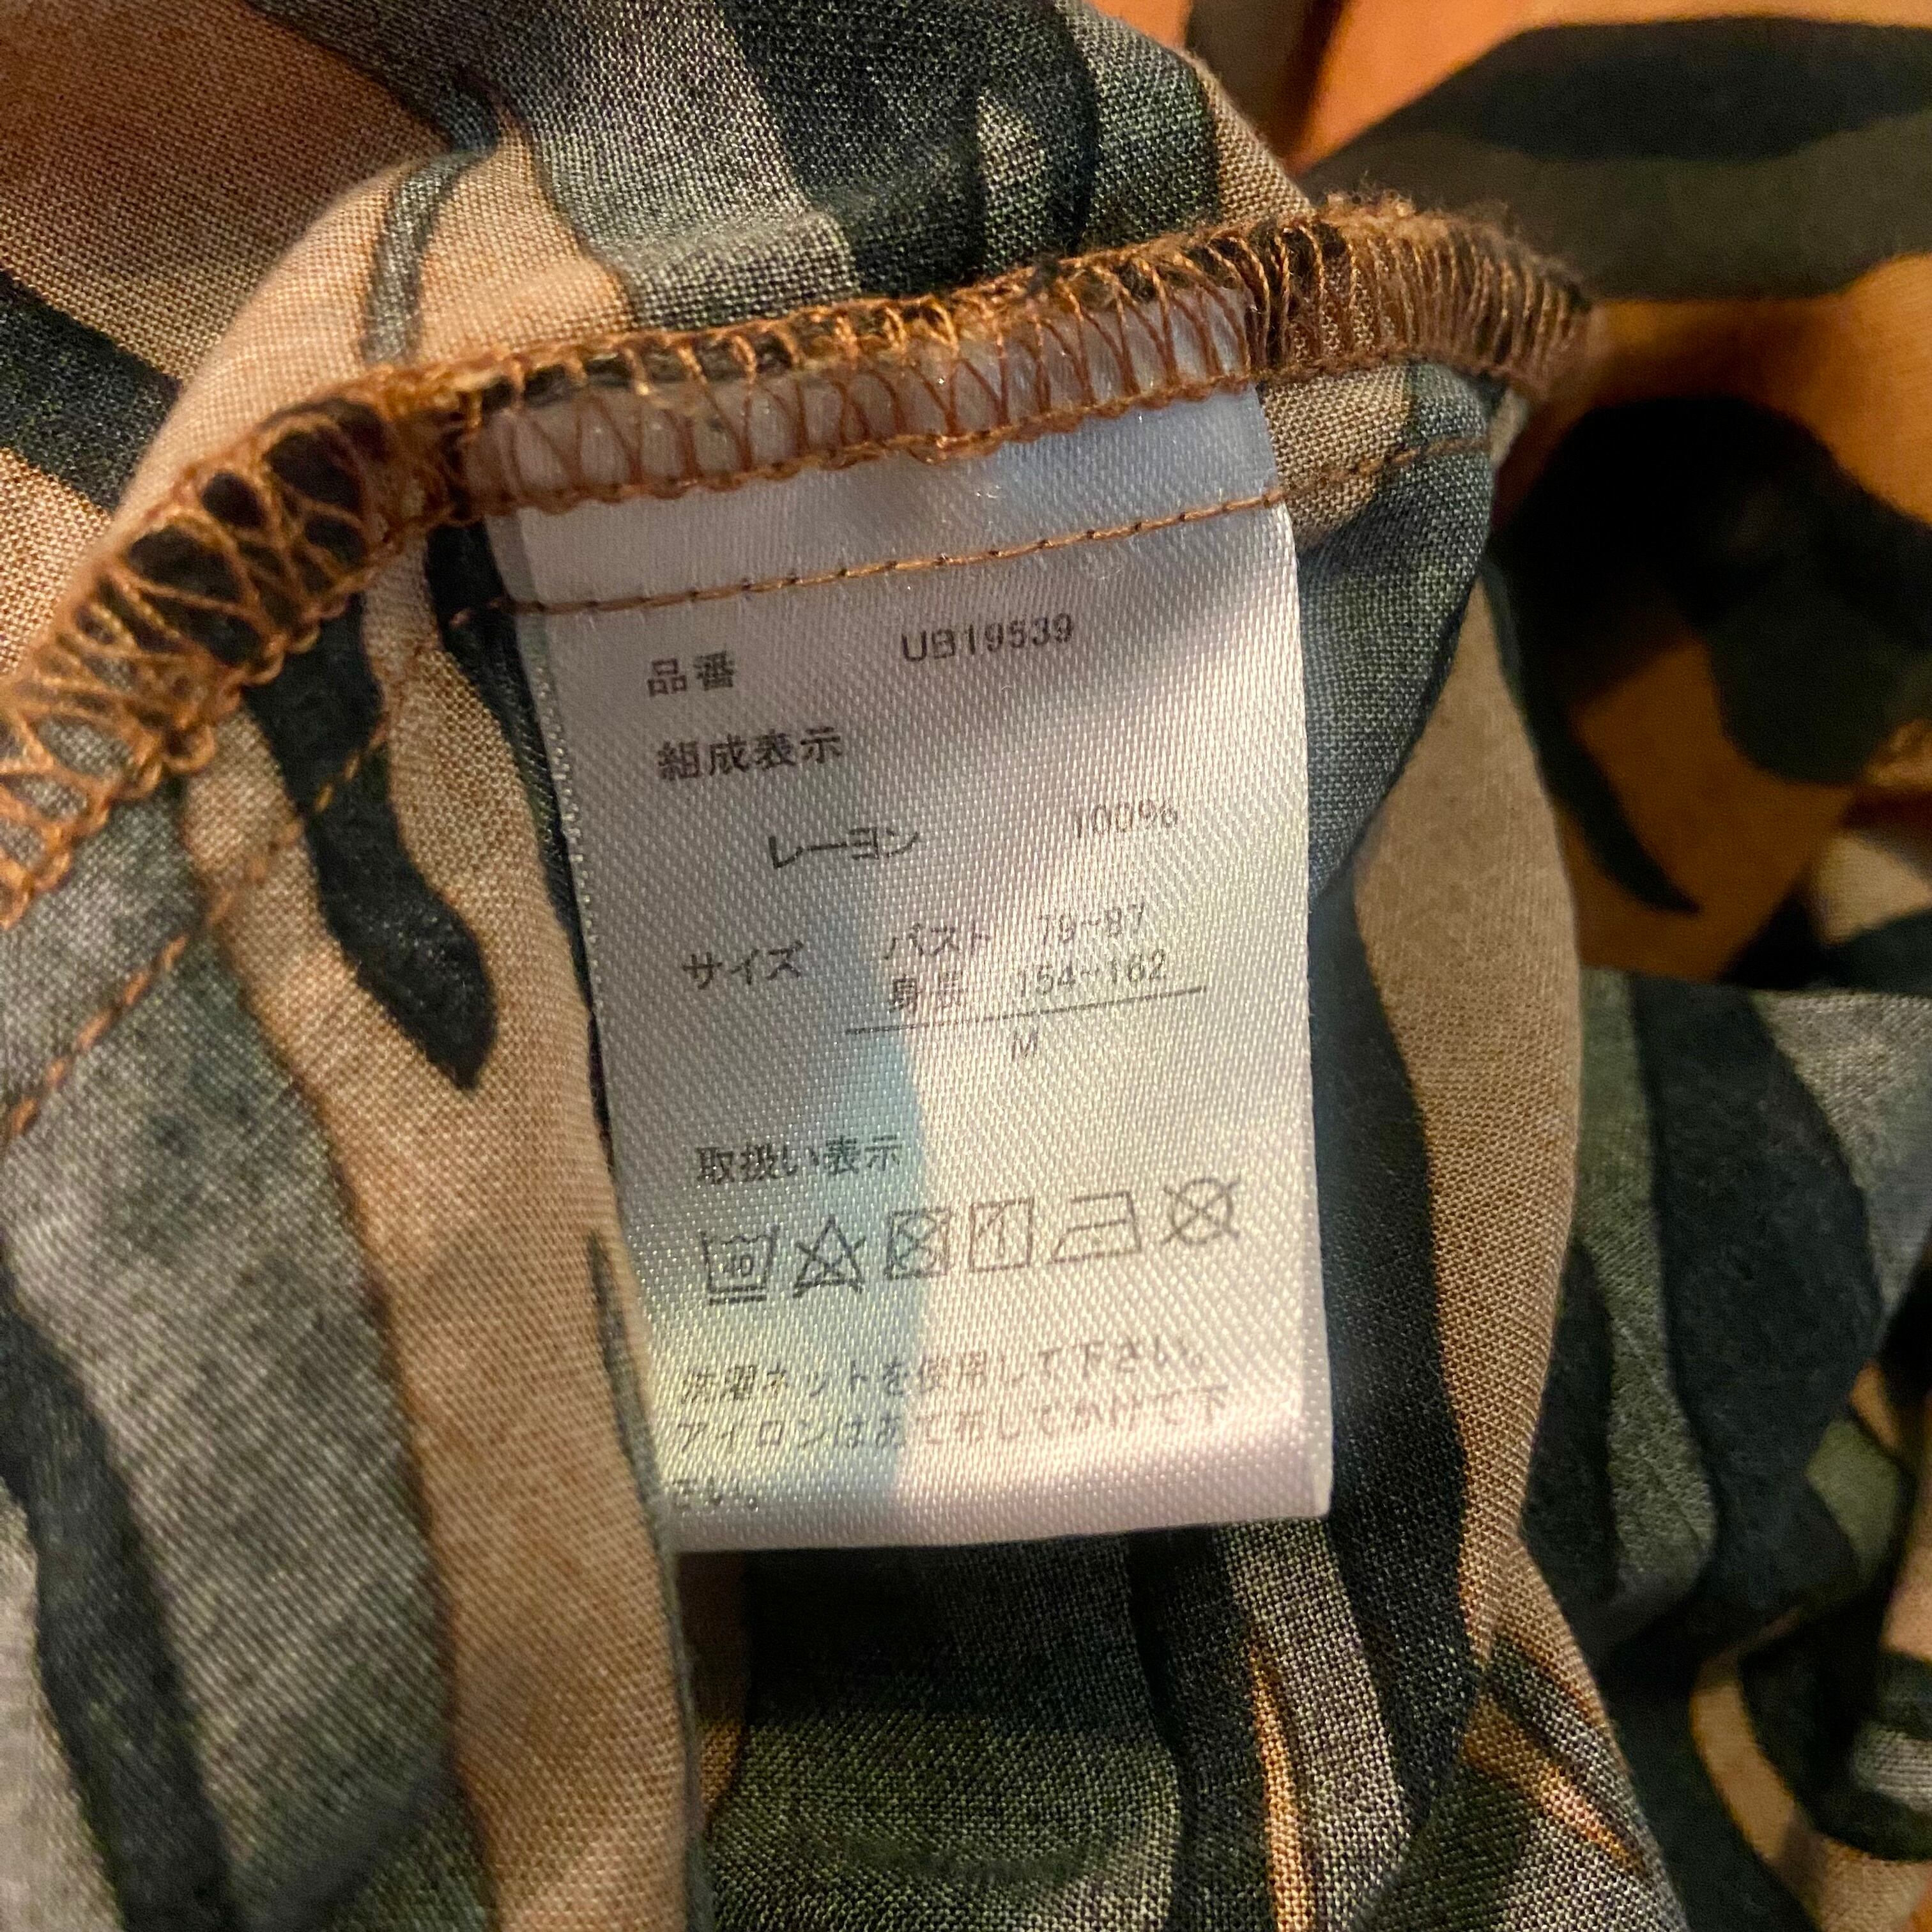 品番 UB19539
組成表示
レーヨン 100%
サイズ バスト 79~87
身長 154~162
M
取扱い表示
40
洗濯ネットを使用して下さい。
アイロンはあて布してかけて下
さい。